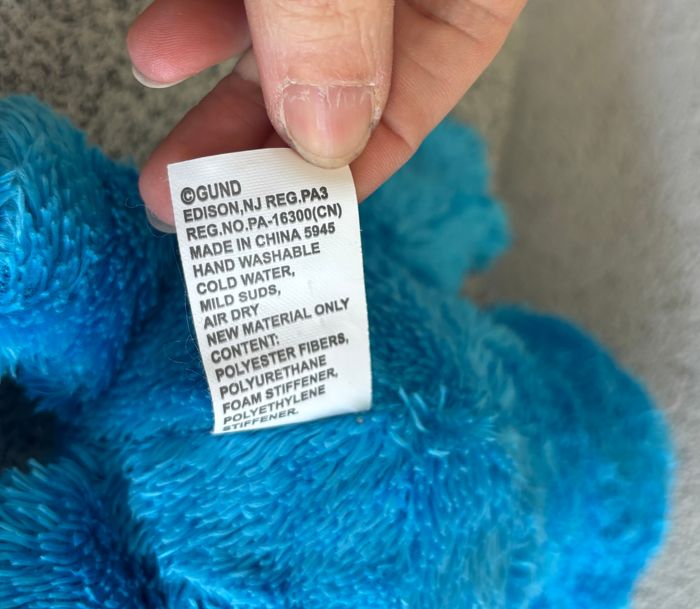 ©GUND
EDISON,NJ REG.PA3
REG.NO.PA-16300(CN)
MADE IN CHINA 5945
HAND WASHABLE
COLD WATER,
MILD SUDS,
AIR DRY
NEW MATERIAL ONLY
CONTENT:
POLYESTER FIBERS,
POLYURETHANE
FOAM STIFFENER,
POLYETHYLENE
STIFFENER.